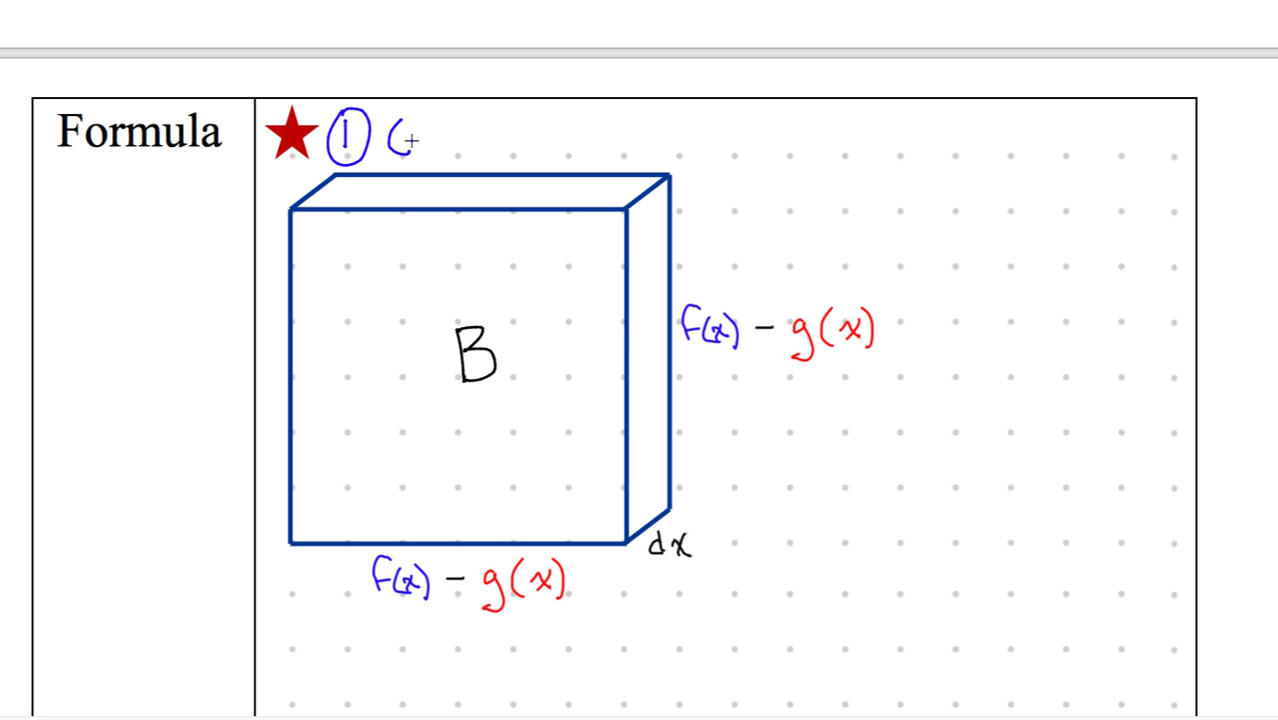 Formula
① (
B
f(x) - g(x)
dx
f(x) - g(x)